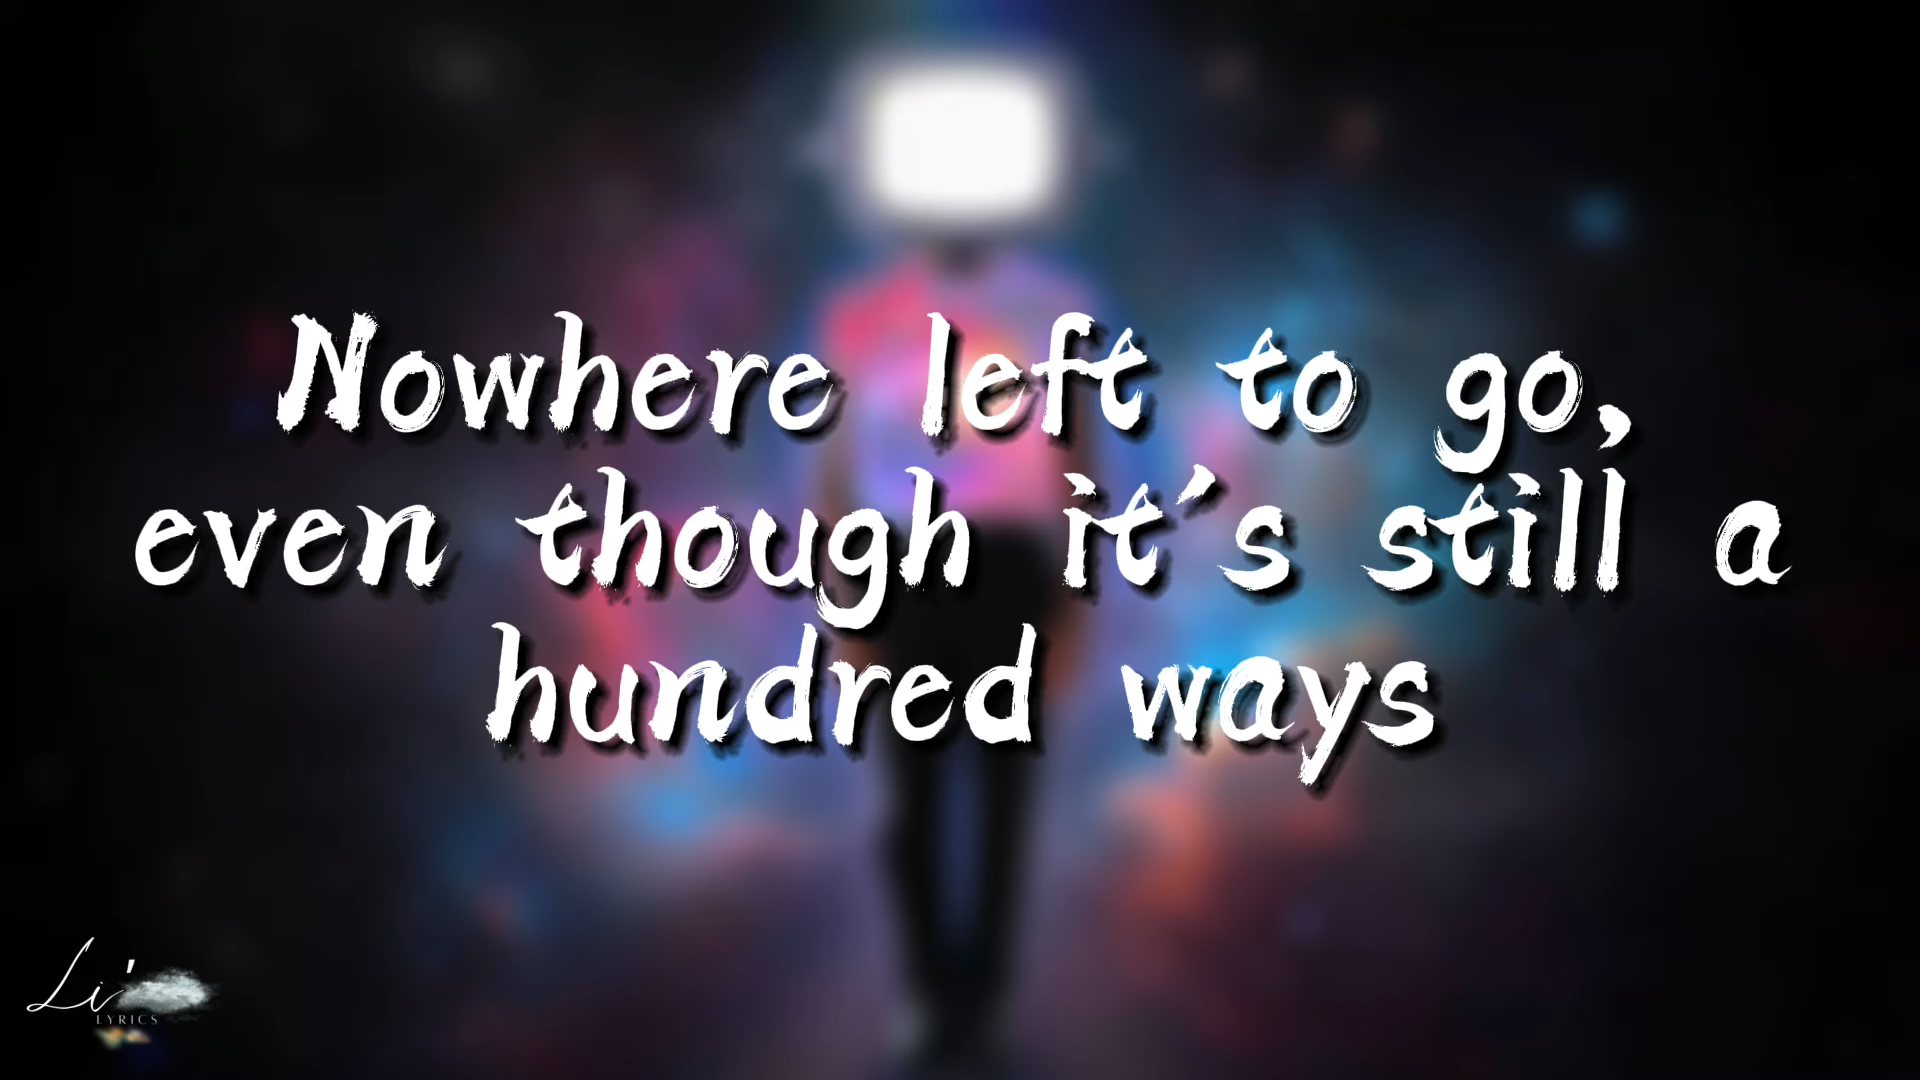 Nowhere left to go,
even though it's still a
hundred ways
Li'
LYRICS